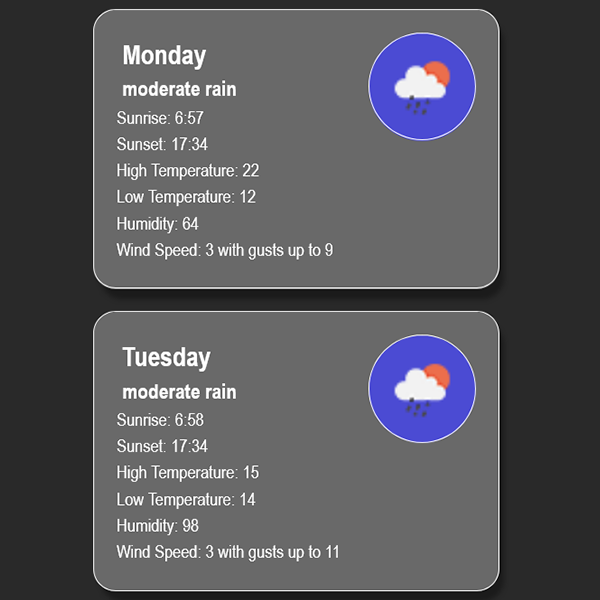 Monday
moderate rain
Sunrise: 6:57
Sunset: 17:34
High Temperature: 22
Low Temperature: 12
Humidity: 64
Wind Speed: 3 with gusts up to 9
Tuesday
moderate rain
Sunrise: 6:58
Sunset: 17:34
High Temperature: 15
Low Temperature: 14
Humidity: 98
Wind Speed: 3 with gusts up to 11